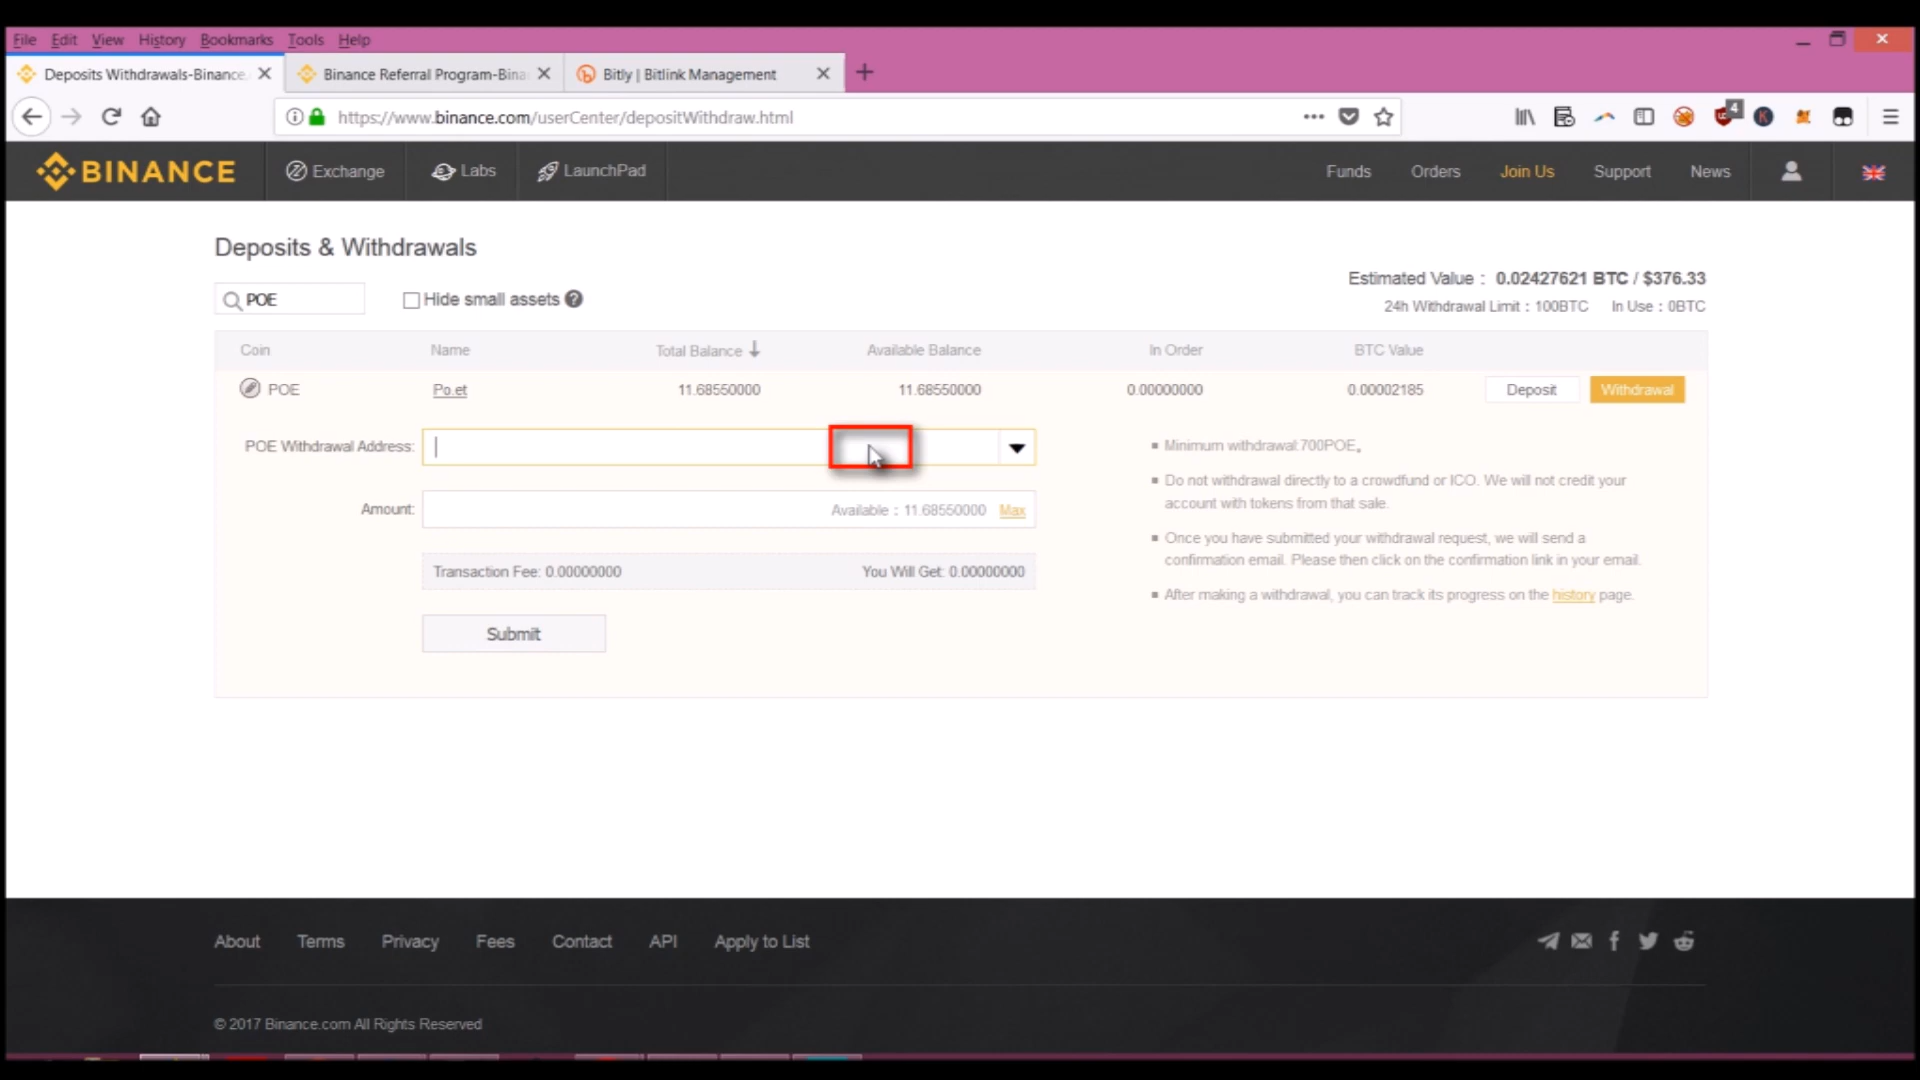 File Edit View History Bookmarks Tools Help
Deposits Withdrawals-Binance. Binance Referral Program-Bina Bitly | Bitlink Management
https://www.binance.com/userCenter/depositWithdraw.html 4
BINANCE Exchange Labs LaunchPad Funds Orders Join Us Support News
Deposits & Withdrawals
Estimated Value : 0.02427621 BTC / $376.33
POE Hide small assets ?
24h Withdrawal Limit : 100BTC In Use : 0BTC
Coin Name Total Balance Available Balance In Order BTC Value
POE Po.et 11.68550000 11.68550000 0.00000000 0.00002185 Deposit Withdrawal
POE Withdrawal Address:
Amount: Available : 11.68550000 Max
Transaction Fee: 0.00000000 You Will Get: 0.00000000
Submit
Minimum withdrawal:700POE。
Do not withdrawal directly to a crowdfund or ICO. We will not credit your
account with tokens from that sale.
Once you have submitted your withdrawal request, we will send a
confirmation email. Please then click on the confirmation link in your email.
After making a withdrawal, you can track its progress on the history page.
About Terms Privacy Fees Contact API Apply to List
© 2017 Binance.com All Rights Reserved